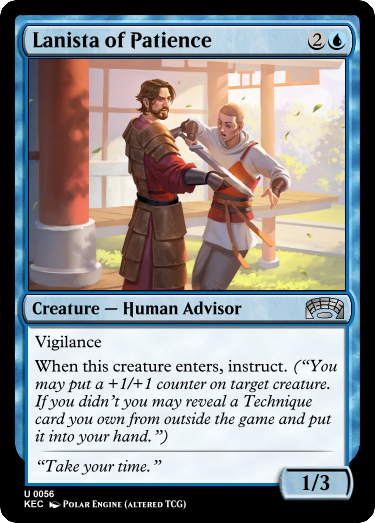 Lanista of Patience 2
Creature — Human Advisor
Vigilance
When this creature enters, instruct. (“You
may put a +1/+1 counter on target creature.
If you didn’t you may reveal a Technique
card you own from outside the game and put
it into your hand.”)
“Take your time.”
1/3
U 0056
KEC Polar Engine (altered TCG)